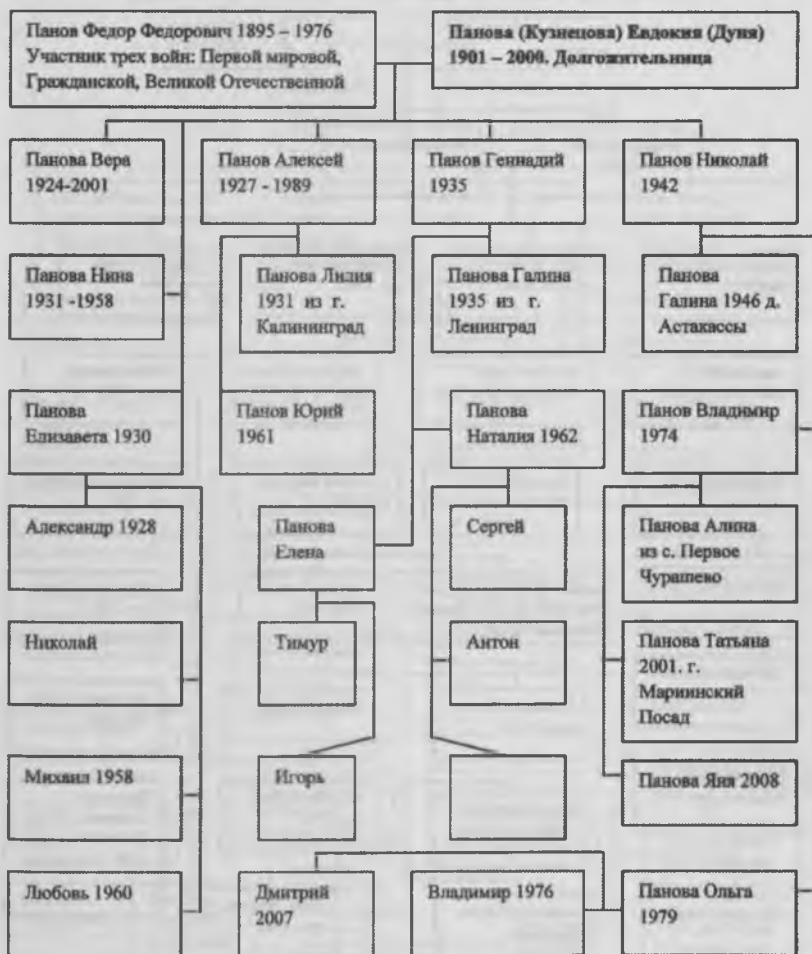 Панов Федор Федорович 1895 – 1976
Участник трех войн: Первой мировой,
Гражданской, Великой Отечественной
Панова (Кузнецова) Евдокия (Дуня)
1901 – 2000. Долгожительница
Панова Вера
1924-2001
Панов Алексей
1927 - 1989
Панов Геннадий
1935
Панов Николай
1942
Панова Нина
1931 -1958
Панова Лидия
1931 из г.
Калининград
Панова Галина
1935 из г.
Ленинград
Панова
Галина 1946 д.
Астакассы
Панова
Елизавета 1930
Панов Юрий
1961
Панова
Наталия 1962
Панов Владимир
1974
Александр 1928
Панова
Елена
Сергей
Панова Алина
из с. Первое
Чурашево
Николай
Тимур
Антон
Панова Татьяна
2001. г.
Мариинский
Посад
Михаил 1958
Игорь
Панова Яна 2008
Любовь 1960
Дмитрий
2007
Владимир 1976
Панова Ольга
1979